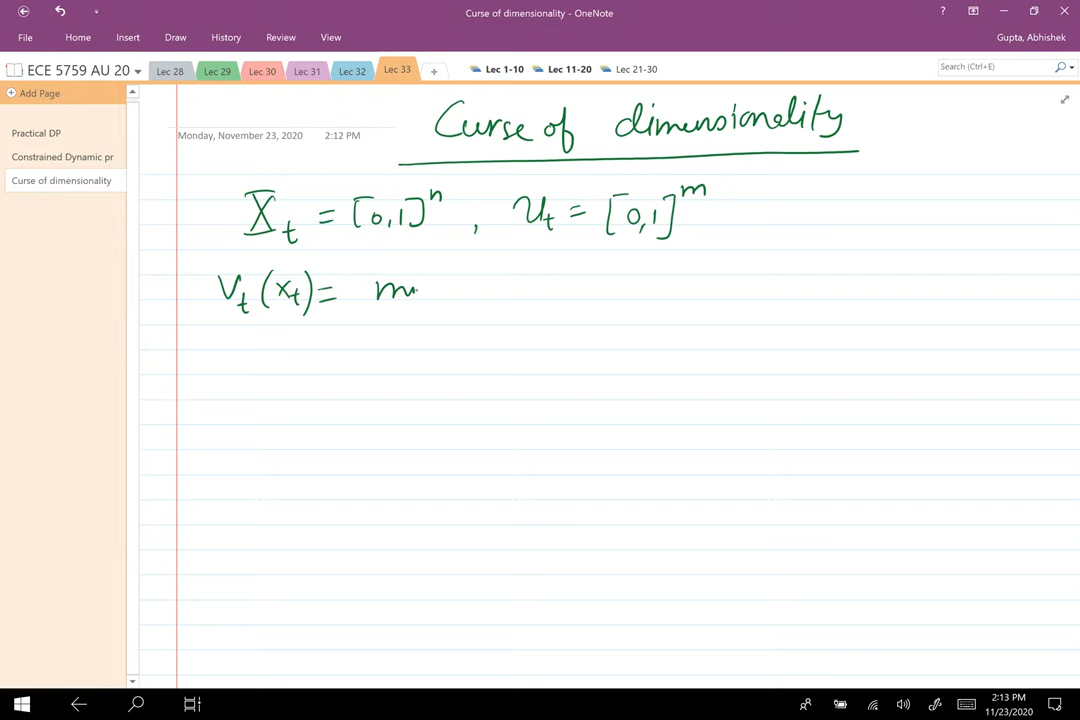 Curse of dimensionality - OneNote
?
File Home Insert Draw History Review View Gupta, Abhishek
ECE 5759 AU 20 Lec 28 Lec 29 Lec 30 Lec 31 Lec 32 Lec 33 + Lec 1-10 Lec 11-20 Lec 21-30 Search (Ctrl+E)
Add Page
Practical DP
Constrained Dynamic pr
Curse of dimensionality
Curse of dimensionality
Monday, November 23, 2020 2:12 PM
X_t = [0,1]^n , U_t = [0,1]^m
V_t(x_t) = m
2:13 PM
11/23/2020